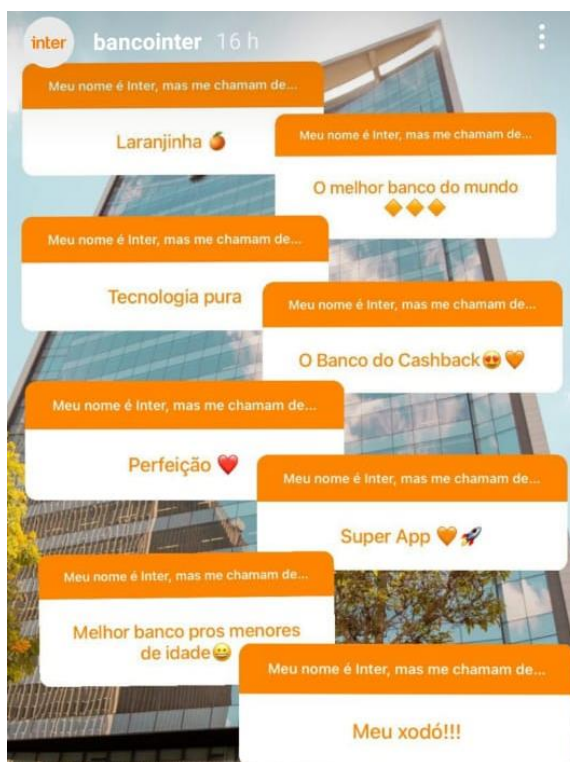 inter bancointer 16 h
Meu nome é Inter, mas me chamam de...
Laranjinha 🍊
Meu nome é Inter, mas me chamam de...
O melhor banco do mundo
🔶🔶🔶
Meu nome é Inter, mas me chamam de...
Tecnologia pura
Meu nome é Inter, mas me chamam de...
O Banco do Cashback😍🧡
Meu nome é Inter, mas me chamam de...
Perfeição ❤️
Meu nome é Inter, mas me chamam de...
Super App 🧡🚀
Meu nome é Inter, mas me chamam de...
Melhor banco pros menores
de idade😀
Meu nome é Inter, mas me chamam de...
Meu xodó!!!